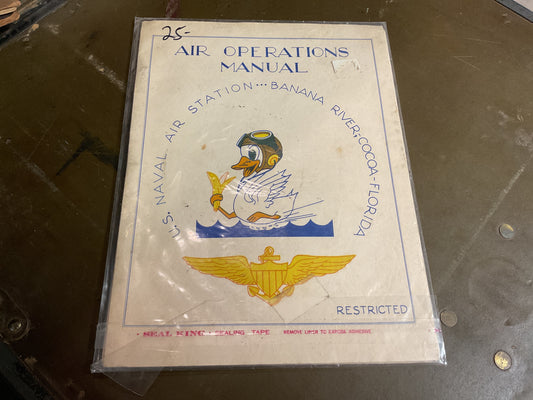 25-
AIR OPERATIONS
MANUAL
U.S. NAVAL AIR STATION...BANANA RIVER, COCOA-FLORIDA
RESTRICTED
SEAL KING SEALING TAPE REMOVE LINER TO EXPOSE ADHESIVE